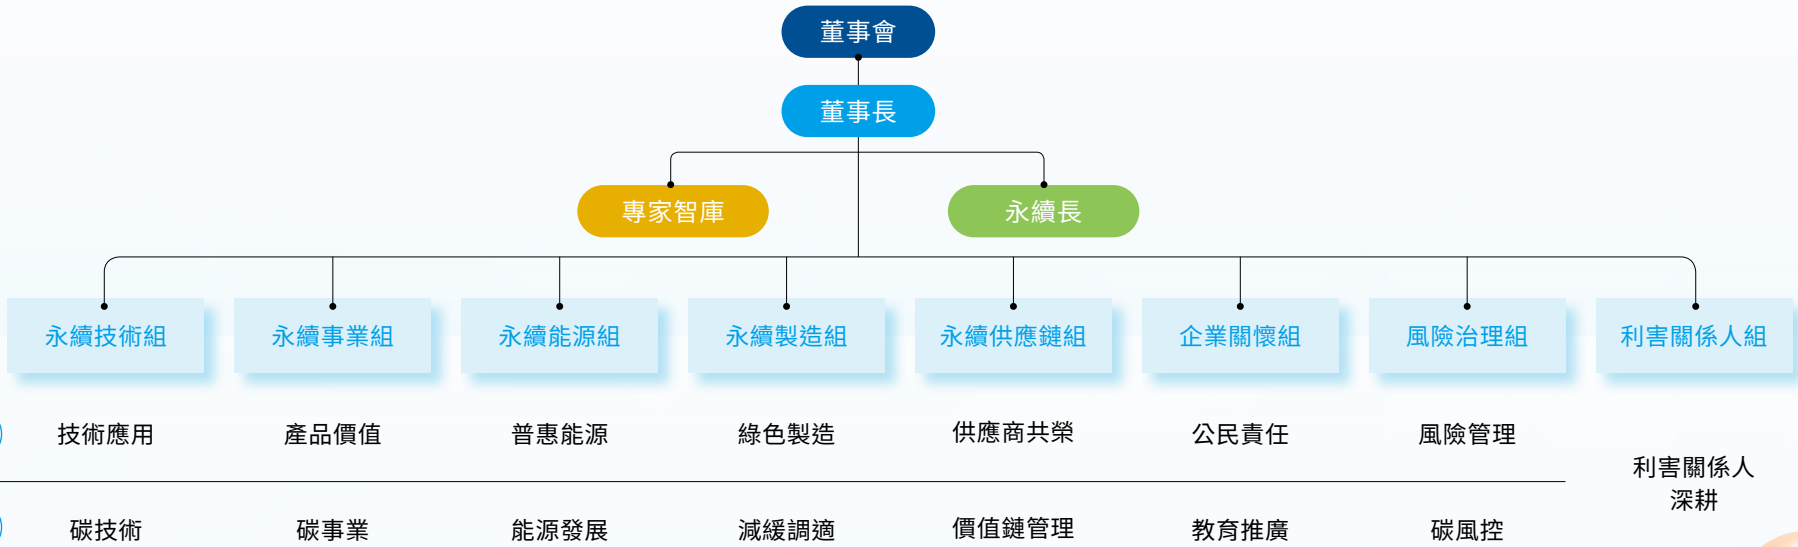 董事會
董事長
專家智庫
永續長
永續技術組
永續事業組
永續能源組
永續製造組
永續供應鏈組
企業關懷組
風險治理組
利害關係人組
技術應用
產品價值
普惠能源
綠色製造
供應商共榮
公民責任
風險管理
利害關係人
深耕
碳技術
碳事業
能源發展
減緩調適
價值鏈管理
教育推廣
碳風控